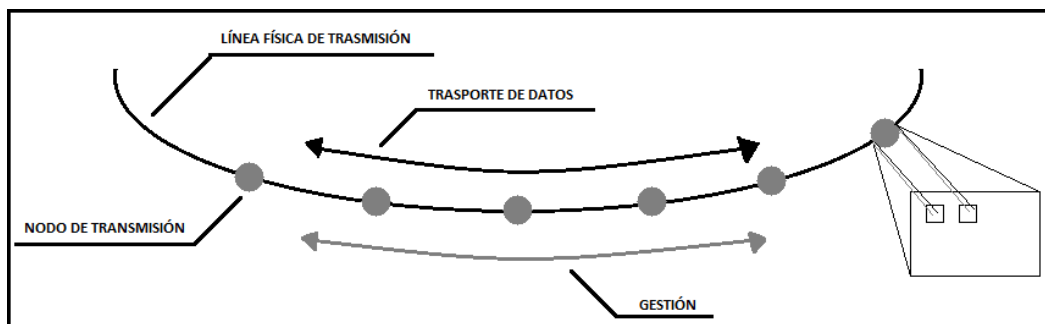 LÍNEA FÍSICA DE TRASMISIÓN
TRASPORTE DE DATOS
NODO DE TRANSMISIÓN
GESTIÓN